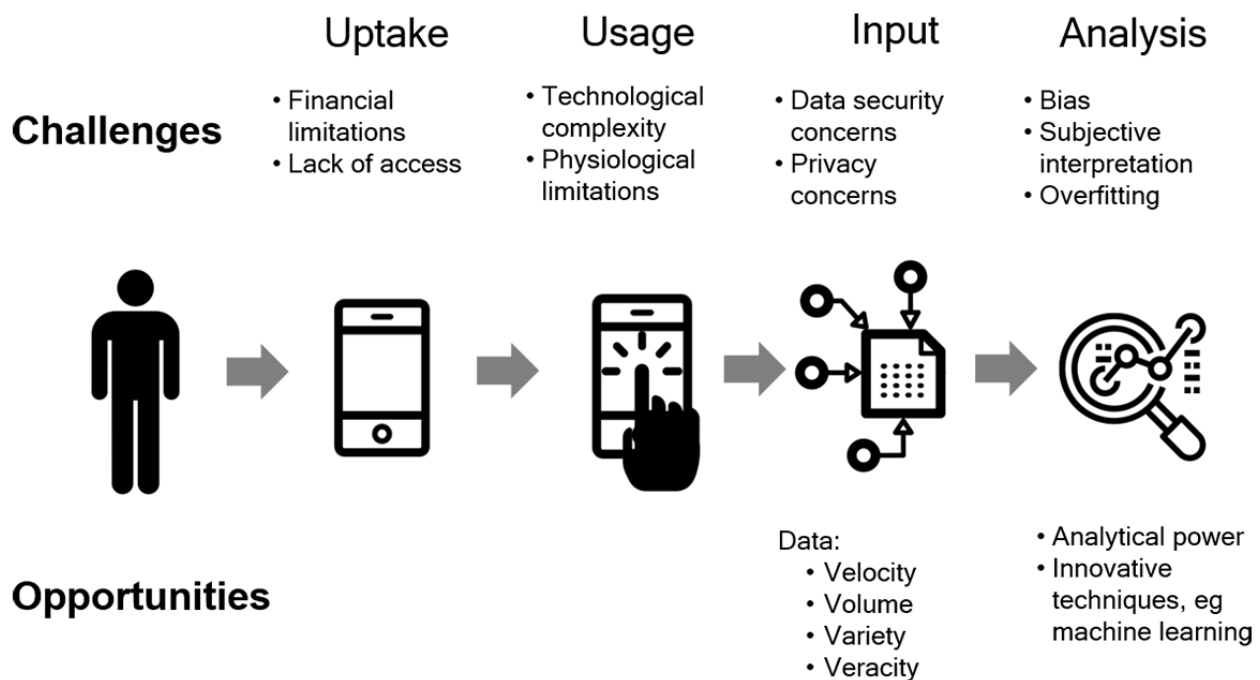 Uptake
Usage
Input
Analysis
Challenges
• Financial
limitations
• Lack of access
• Technological
complexity
• Physiological
limitations
• Data security
concerns
• Privacy
concerns
• Bias
• Subjective
interpretation
• Overfitting
Opportunities
Data:
• Velocity
• Volume
• Variety
• Veracity
• Analytical power
• Innovative
techniques, eg
machine learning